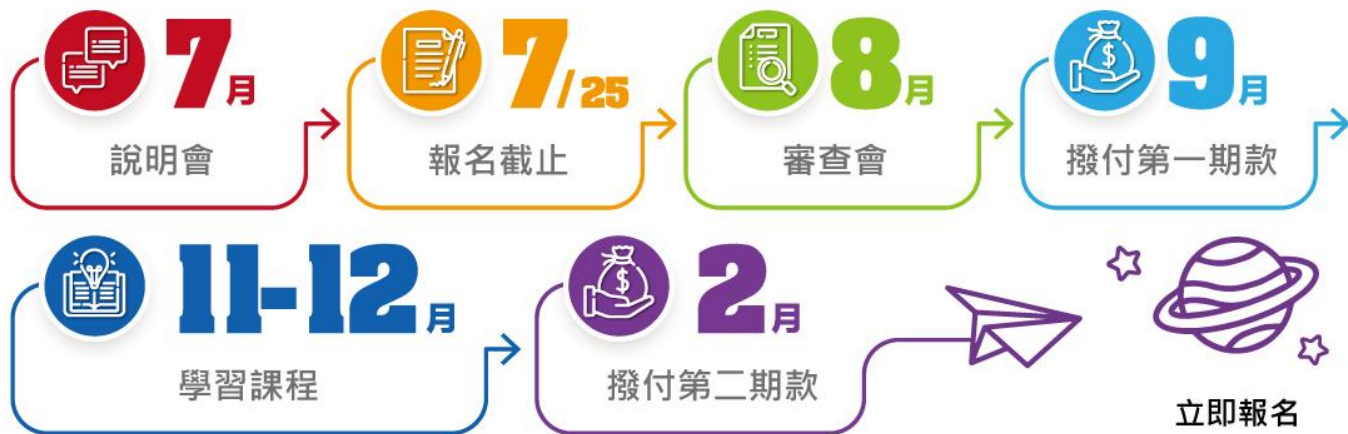 7月
說明會
7/25
報名截止
8月
審查會
9月
撥付第一期款
11-12月
學習課程
2月
撥付第二期款
立即報名